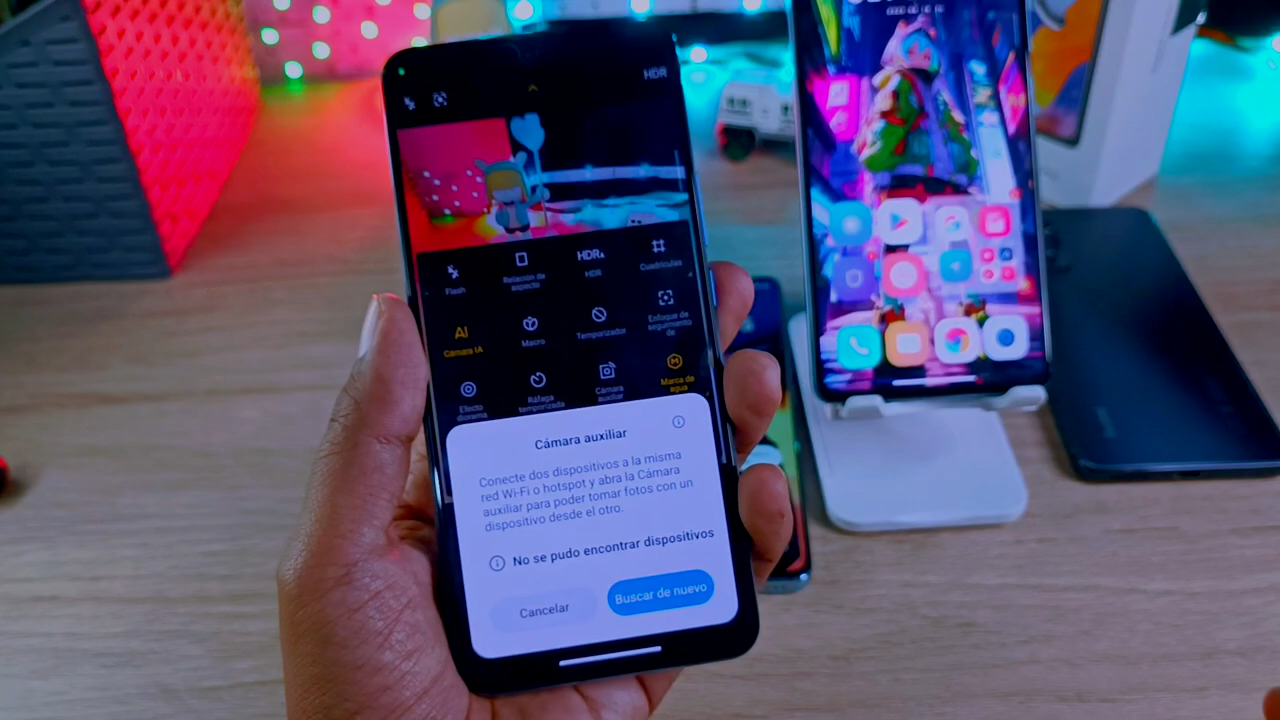 HDR
Flash
Relación de
aspecto
HDR
HDR
Cuadrículas
AI
Cámara IA
Macro
Temporizador
Enfoque de
seguimiento
de
Efecto
diorama
Ráfaga
temporizada
Cámara
auxiliar
Marca de
agua
Cámara auxiliar
Conecte dos dispositivos a la misma
red Wi-Fi o hotspot y abra la Cámara
auxiliar para poder tomar fotos con un
dispositivo desde el otro.
No se pudo encontrar dispositivos
Cancelar
Buscar de nuevo